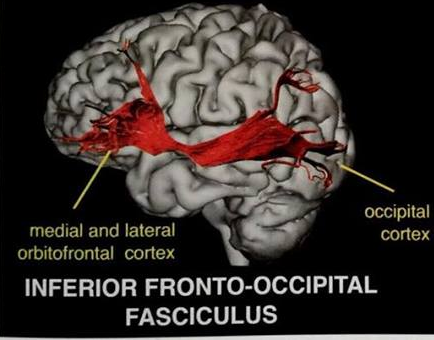 medial and lateral
orbitofrontal cortex
occipital
cortex
INFERIOR FRONTO-OCCIPITAL
FASCICULUS